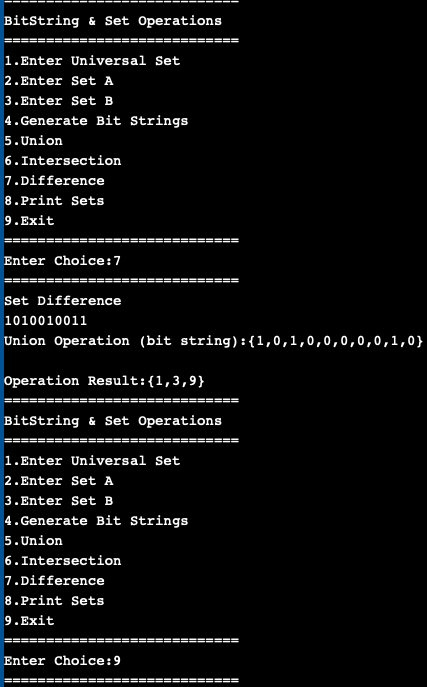 ============================
BitString & Set Operations
============================
1.Enter Universal Set
2.Enter Set A
3.Enter Set B
4.Generate Bit Strings
5.Union
6.Intersection
7.Difference
8.Print Sets
9.Exit
============================
Enter Choice:7
============================
Set Difference
1010010011
Union Operation (bit string):{1,0,1,0,0,0,0,0,1,0}
Operation Result:{1,3,9}
============================
BitString & Set Operations
============================
1.Enter Universal Set
2.Enter Set A
3.Enter Set B
4.Generate Bit Strings
5.Union
6.Intersection
7.Difference
8.Print Sets
9.Exit
============================
Enter Choice:9
============================